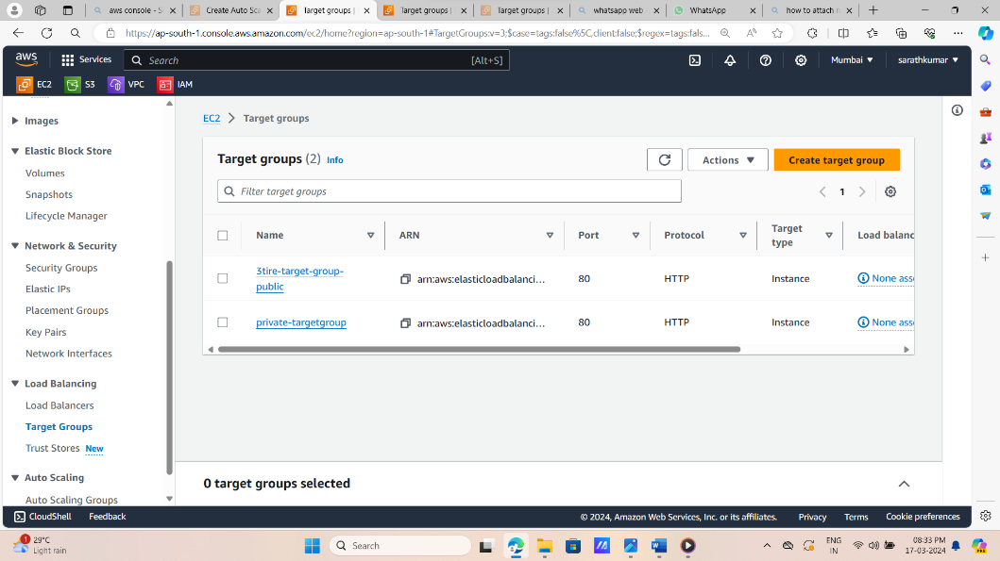 aws console - S
Create Auto Sca
Target groups |
Target groups |
Target groups |
whatsapp web
WhatsApp
how to attach r
https://ap-south-1.console.aws.amazon.com/ec2/home?region=ap-south-1#TargetGroups:v=3;$case=tags:false%5C,client:false;$regex=tags:fals...
aws
Services
Search
[Alt+S]
Mumbai
sarathkumar
EC2
S3
VPC
IAM
Images
Elastic Block Store
Volumes
Snapshots
Lifecycle Manager
Network & Security
Security Groups
Elastic IPs
Placement Groups
Key Pairs
Network Interfaces
Load Balancing
Load Balancers
Target Groups
Trust Stores New
Auto Scaling
Auto Scaling Groups
EC2 > Target groups
Target groups (2) Info
Actions
Create target group
Filter target groups
1
Name
ARN
Port
Protocol
Target
type
Load balanc
3tire-target-group-
public
arn:aws:elasticloadbalanci...
80
HTTP
Instance
None asso
private-targetgroup
arn:aws:elasticloadbalanci...
80
HTTP
Instance
None asso
0 target groups selected
CloudShell
Feedback
© 2024, Amazon Web Services, Inc. or its affiliates.
Privacy
Terms
Cookie preferences
1
29°C
Light rain
Search
ENG
IN
08:33 PM
17-03-2024